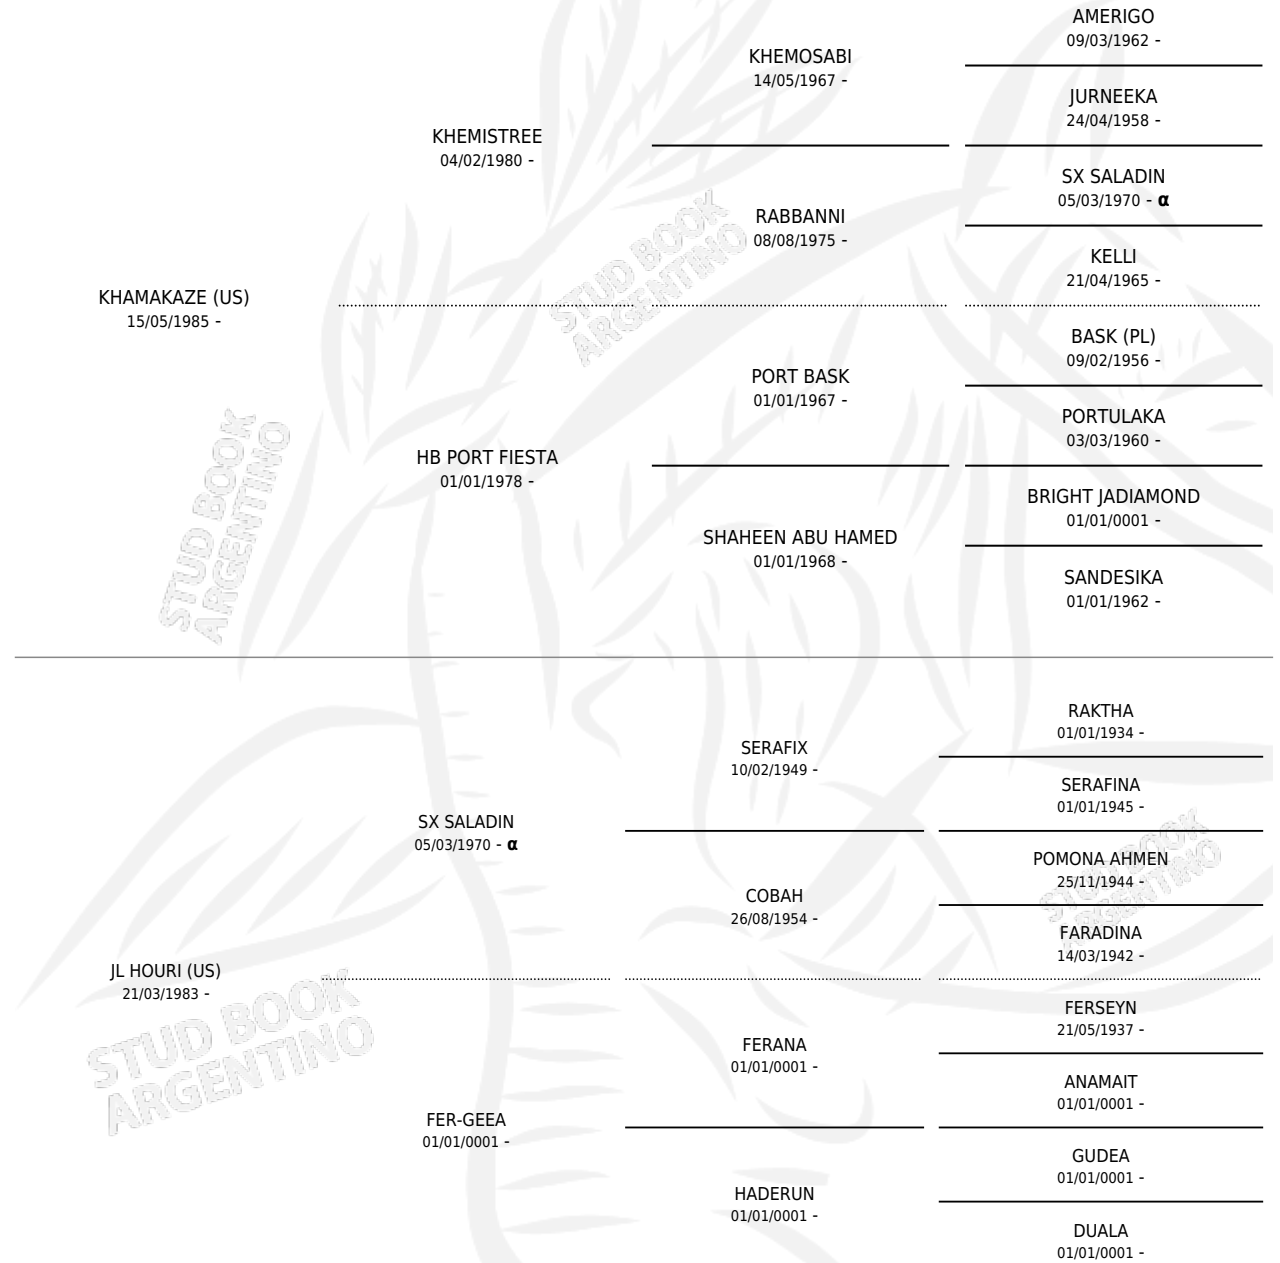 AMERIGO
09/03/1962 -
KHEMOSABI
14/05/1967 -
JURNEEKA
24/04/1958 -
KHEMISTREE
04/02/1980 -
SX SALADIN
05/03/1970 - α
RABBANNI
08/08/1975 -
KELLI
21/04/1965 -
KHAMAKAZE (US)
15/05/1985 -
BASK (PL)
09/02/1956 -
PORT BASK
01/01/1967 -
PORTULAKA
03/03/1960 -
HB PORT FIESTA
01/01/1978 -
BRIGHT JADIAMOND
01/01/0001 -
SHAHEEN ABU HAMED
01/01/1968 -
SANDESIKA
01/01/1962 -
RAKTHA
01/01/1934 -
SERAFIX
10/02/1949 -
SERAFINA
01/01/1945 -
SX SALADIN
05/03/1970 - α
POMONA AHMEN
25/11/1944 -
COBAH
26/08/1954 -
FARADINA
14/03/1942 -
JL HOURI (US)
21/03/1983 -
FERSEYN
21/05/1937 -
FERANA
01/01/0001 -
ANAMAIT
01/01/0001 -
FER-GEEA
01/01/0001 -
GUDEA
01/01/0001 -
HADERUN
01/01/0001 -
DUALA
01/01/0001 -
STUD BOOK
ARGENTINO
STUD BOOK
ARGENTINO
STUD BOOK
ARGENTINO
STUD BOOK
ARGENTINO